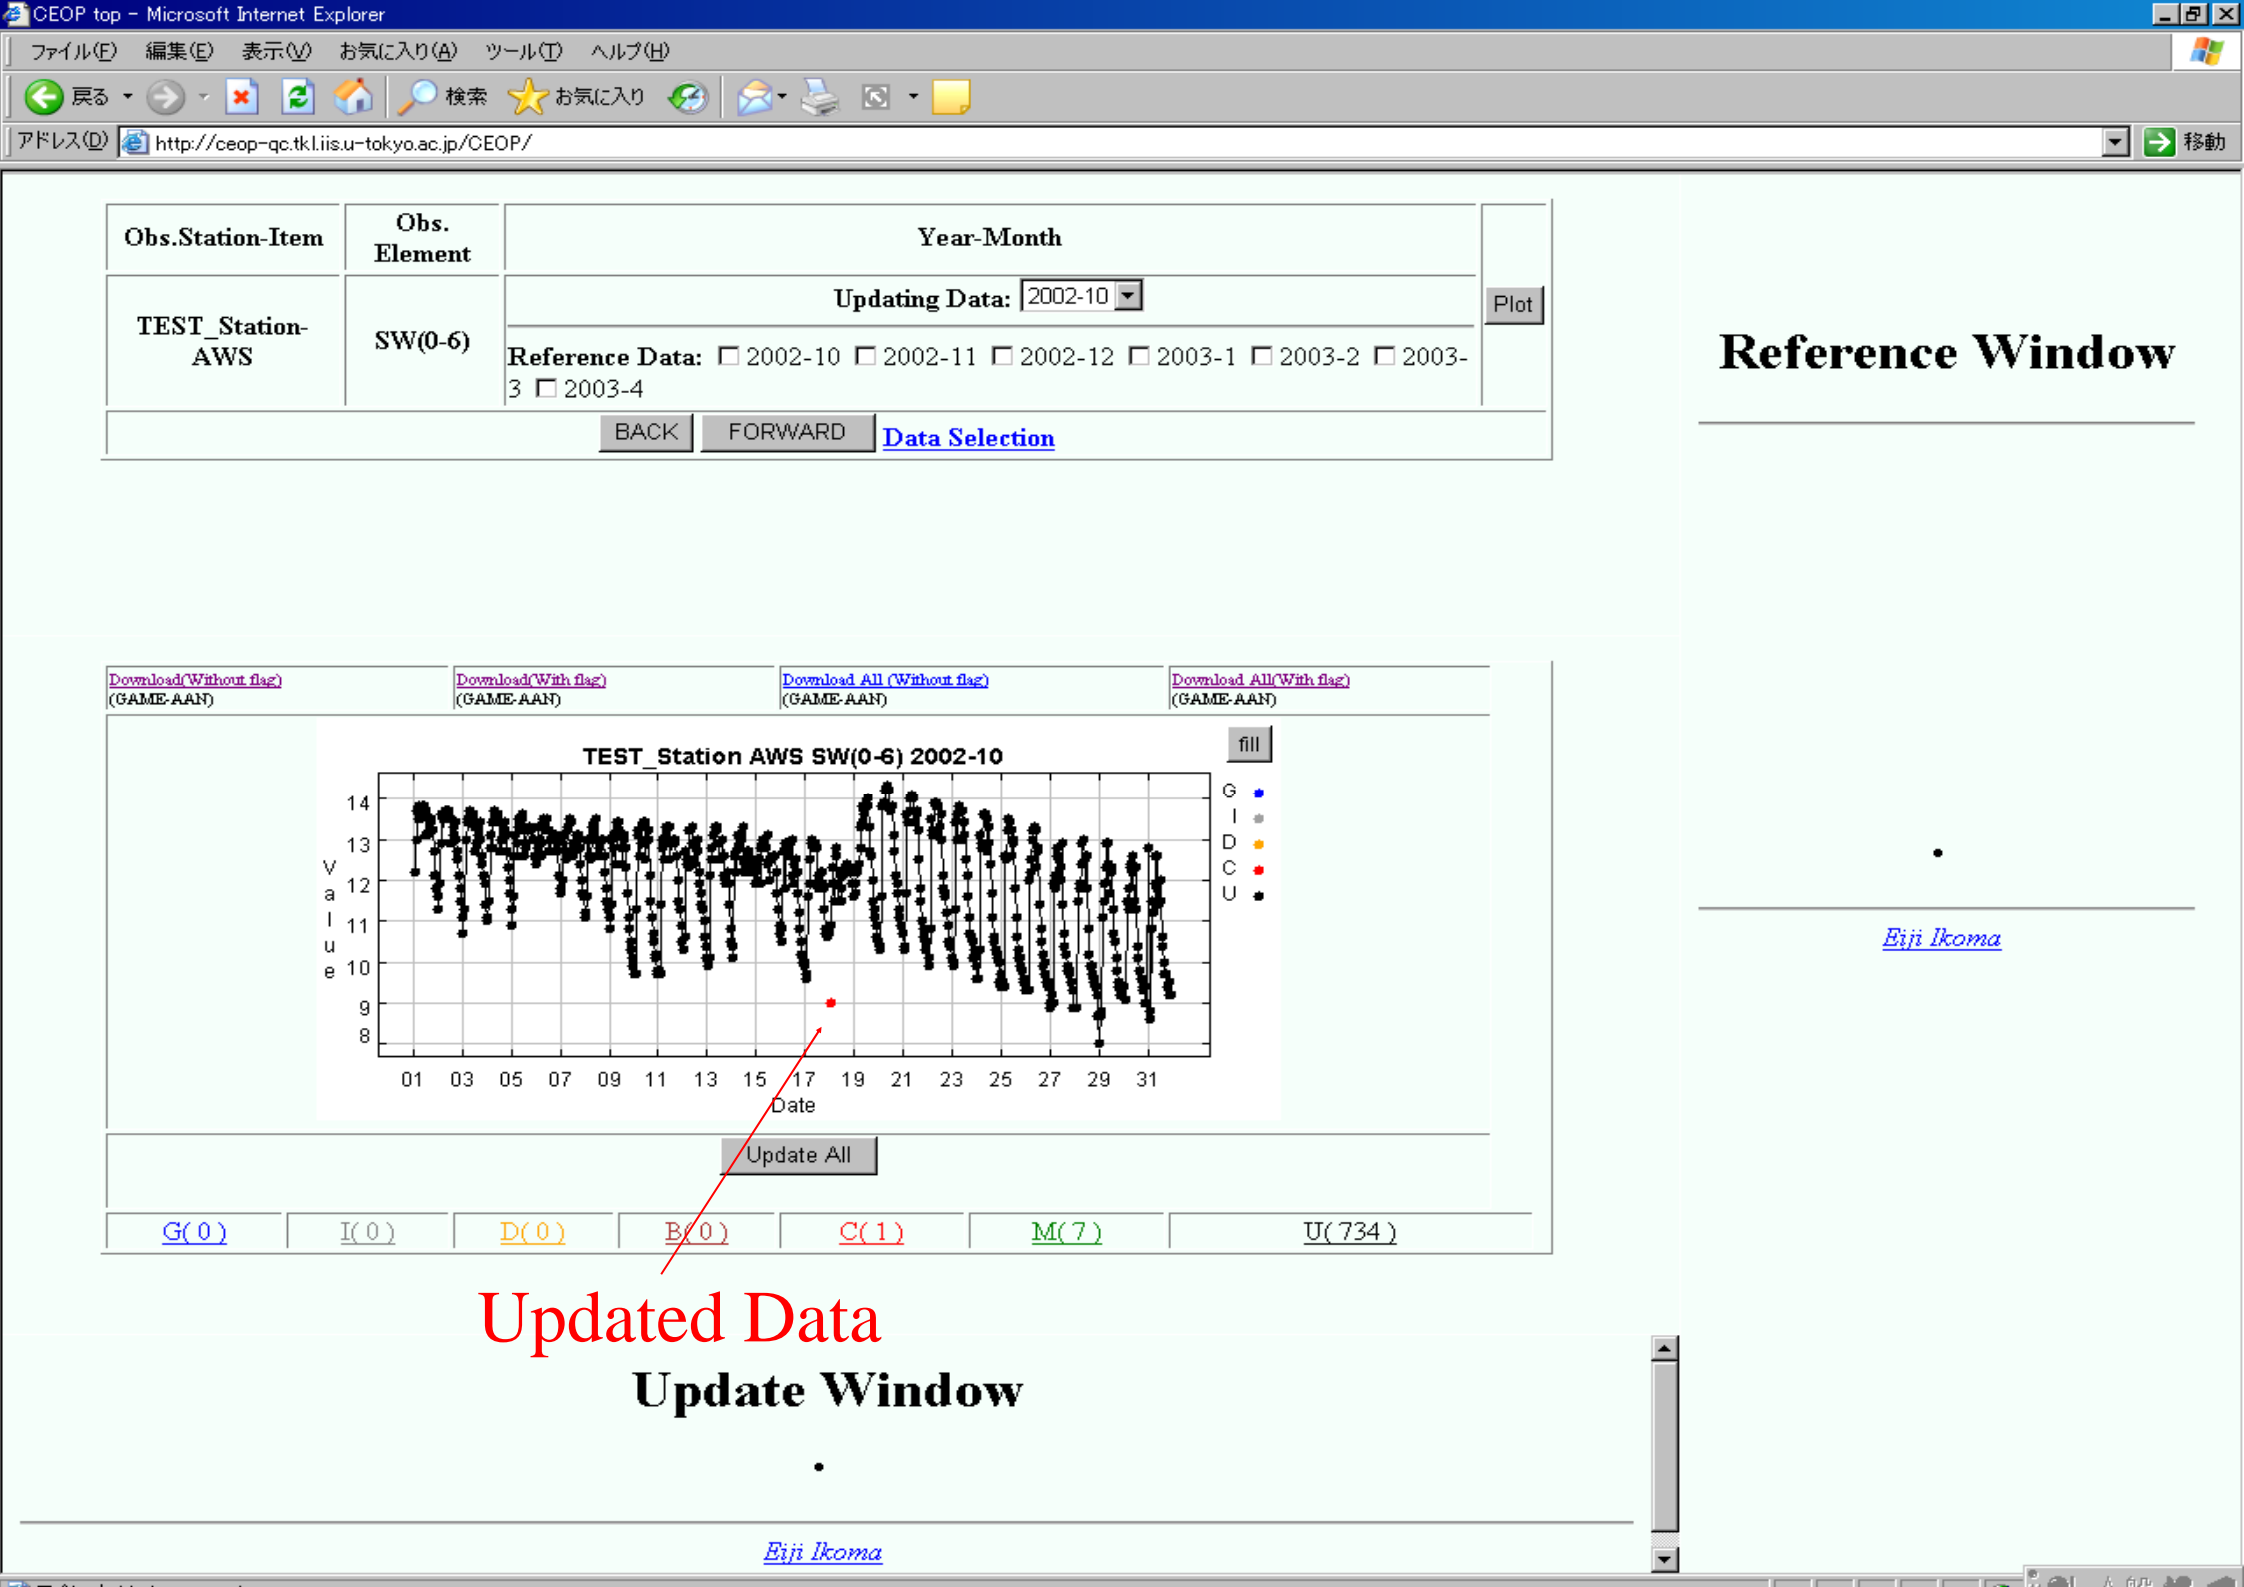 CEOP top - Microsoft Internet Explorer
ファイル(F) 編集(E) 表示(V) お気に入り(A) ツール(T) ヘルプ(H)
戻る 検索 お気に入り
アドレス(D) http://ceop-qc.tkl.iis.u-tokyo.ac.jp/CEOP/ 移動
Obs.Station-Item
Obs.
Element
Year-Month
TEST_Station-
AWS
SW(0-6)
Updating Data: 2002-10
Reference Data: 2002-10 2002-11 2002-12 2003-1 2003-2 2003-
3 2003-4
Plot
BACK FORWARD Data Selection
Reference Window
Eiji Ikoma
Download(Without flag)
(GAME-AAN)
Download(With flag)
(GAME-AAN)
Download All (Without flag)
(GAME-AAN)
Download All(With flag)
(GAME-AAN)
fill
TEST_Station AWS SW(0-6) 2002-10
Value
14
13
12
11
10
9
8
G
I
D
C
U
01 03 05 07 09 11 13 15 17 19 21 23 25 27 29 31
Date
Update All
G( 0 ) I( 0 ) D( 0 ) B( 0 ) C( 1 ) M( 7 ) U( 734 )
Updated Data
Update Window
Eiji Ikoma